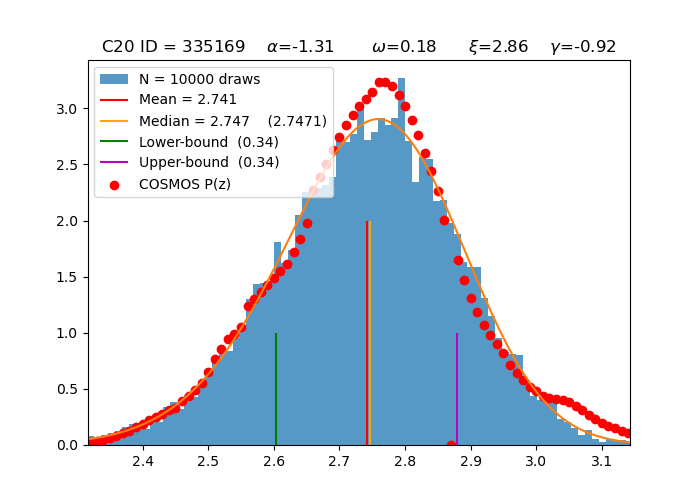 C20 ID = 335169 α=-1.31 ω=0.18 ξ=2.86 γ=-0.92
N = 10000 draws
Mean = 2.741
Median = 2.747 (2.7471)
Lower-bound (0.34)
Upper-bound (0.34)
COSMOS P(z)
3.0
2.5
2.0
1.5
1.0
0.5
0.0
2.4 2.5 2.6 2.7 2.8 2.9 3.0 3.1